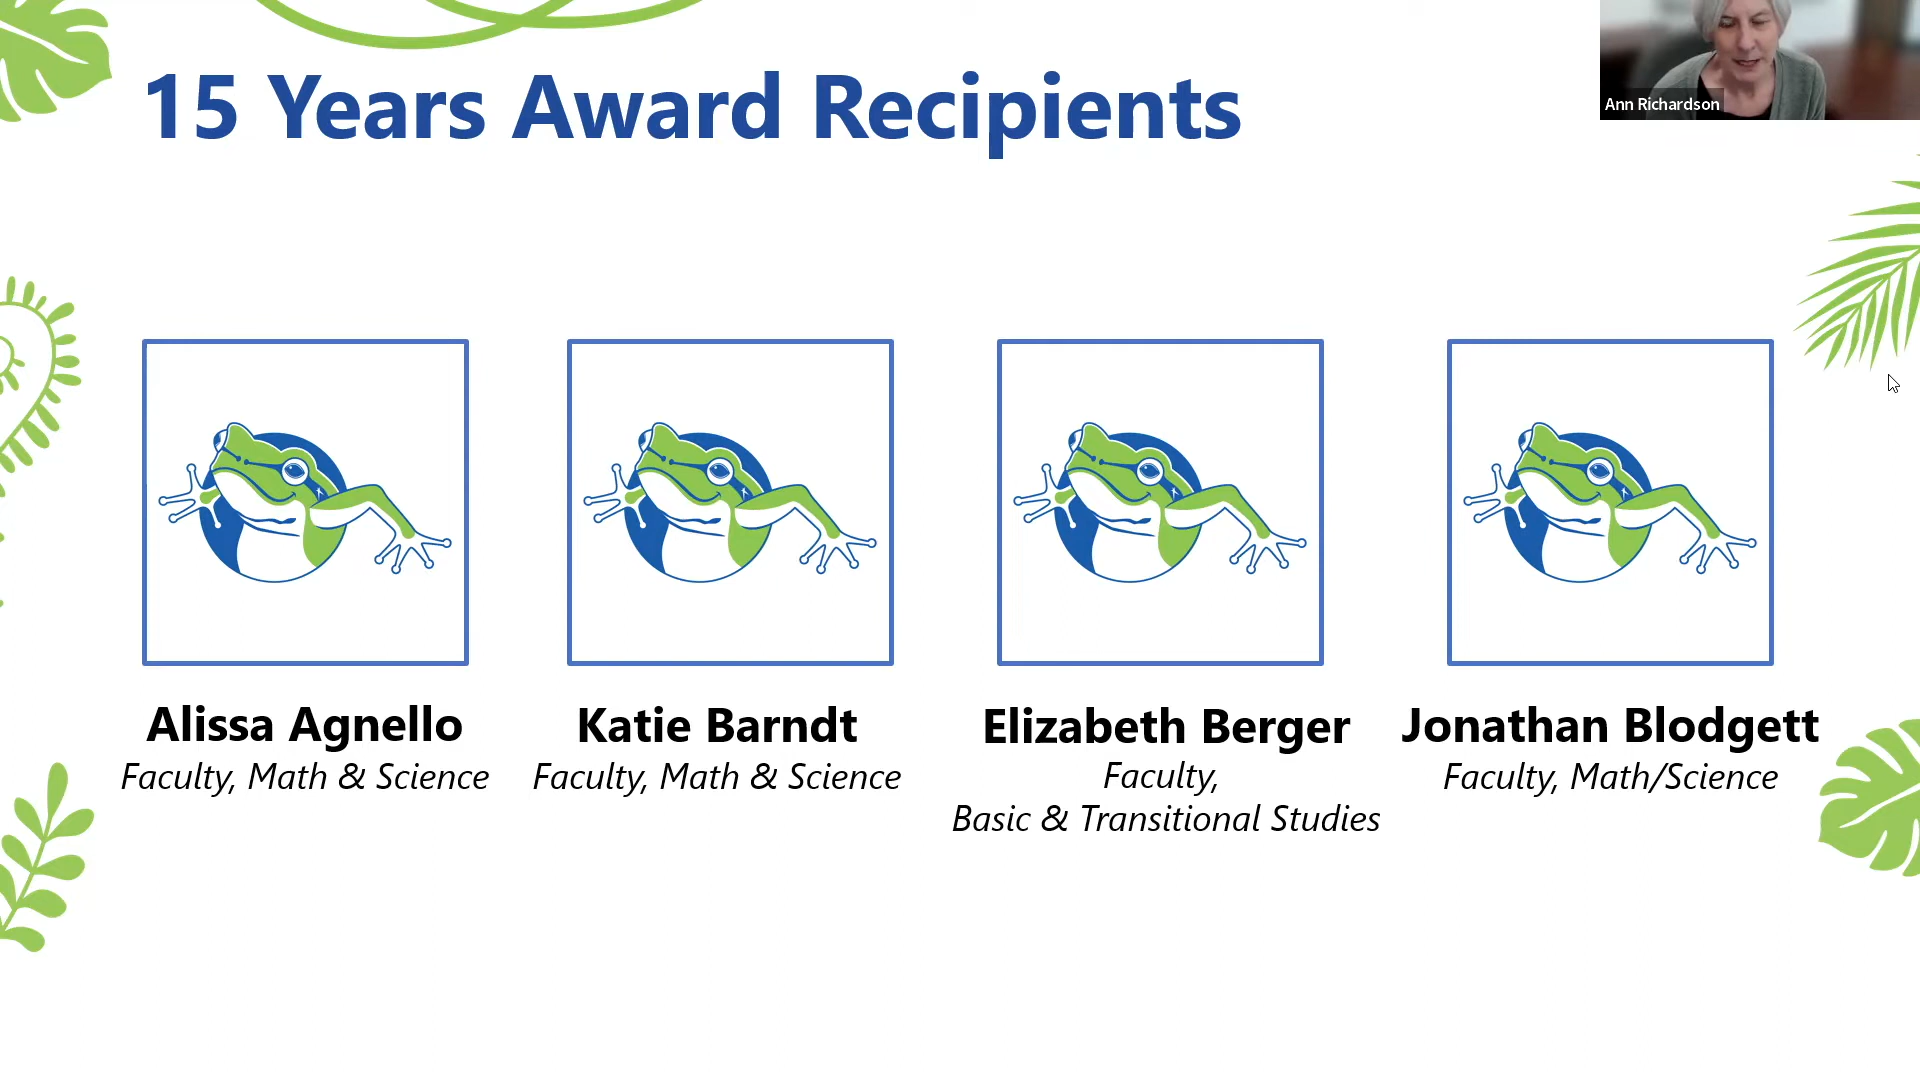 15 Years Award Recipients
Ann Richardson
Alissa Agnello
Faculty, Math & Science
Katie Barndt
Faculty, Math & Science
Elizabeth Berger
Faculty,
Basic & Transitional Studies
Jonathan Blodgett
Faculty, Math/Science